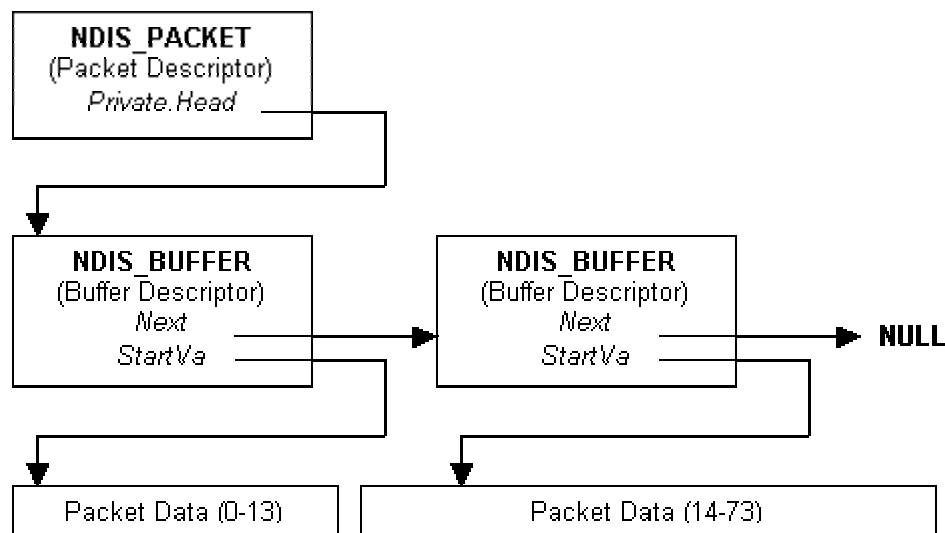 NDIS_PACKET
(Packet Descriptor)
Private.Head
NDIS_BUFFER
(Buffer Descriptor)
Next
StartVa
NDIS_BUFFER
(Buffer Descriptor)
Next
StartVa
NULL
Packet Data (0-13)
Packet Data (14-73)